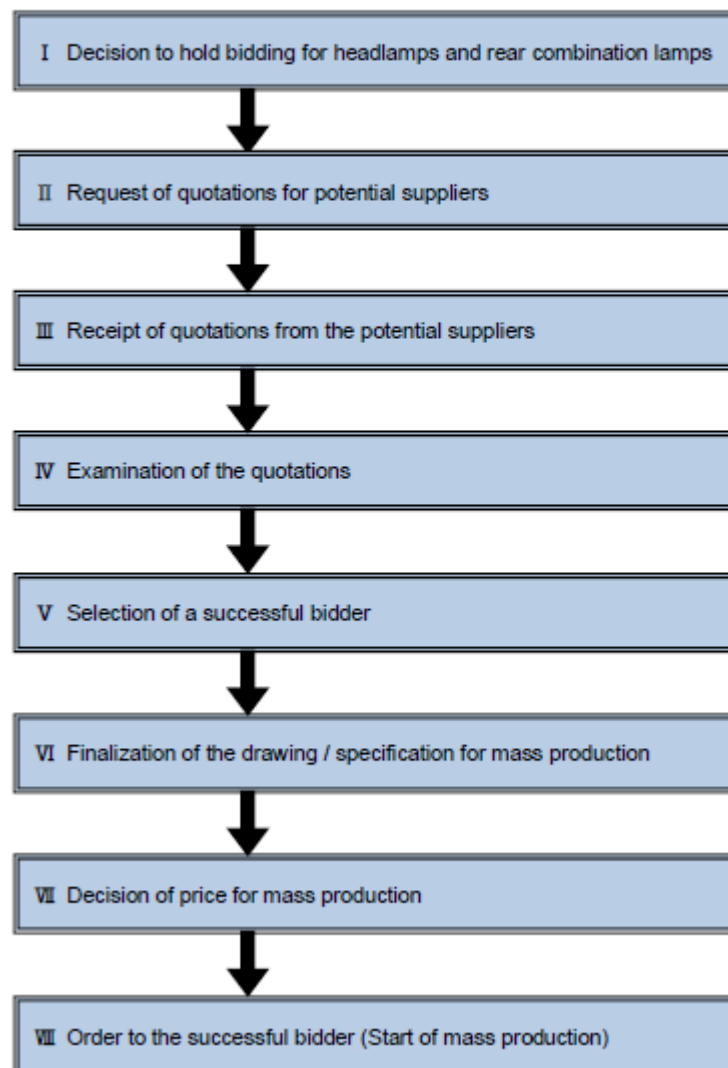 Ⅰ Decision to hold bidding for headlamps and rear combination lamps
Ⅱ Request of quotations for potential suppliers
Ⅲ Receipt of quotations from the potential suppliers
Ⅳ Examination of the quotations
Ⅴ Selection of a successful bidder
Ⅵ Finalization of the drawing / specification for mass production
Ⅶ Decision of price for mass production
Ⅷ Order to the successful bidder (Start of mass production)